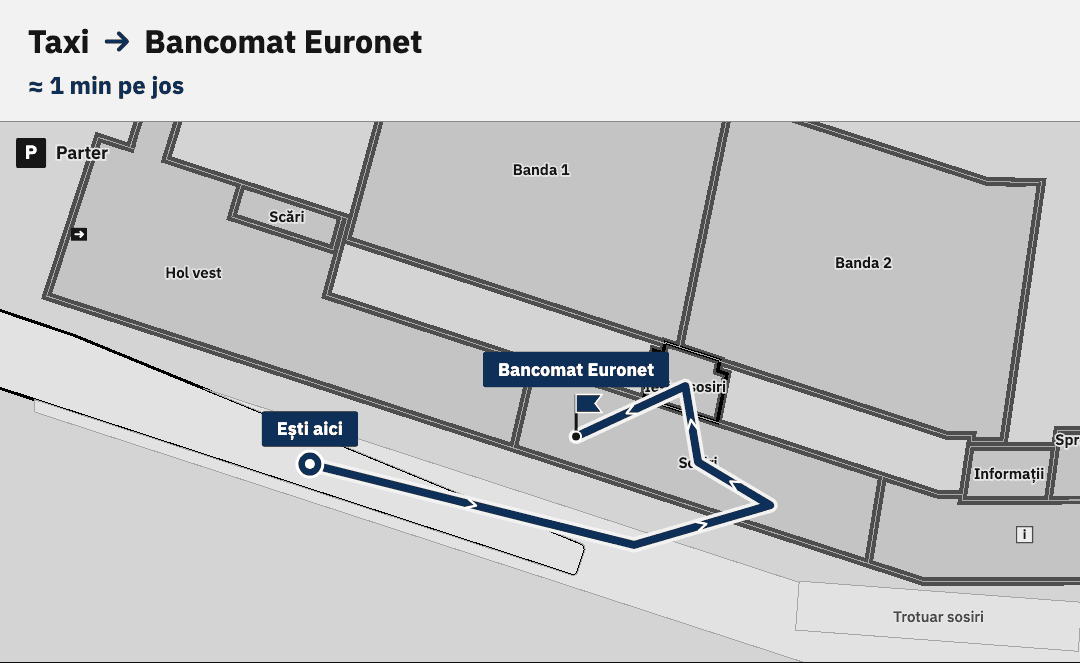 Taxi → Bancomat Euronet
≈ 1 min pe jos
P Parter
Banda 1
Scări
Banda 2
Hol vest
Bancomat Euronet
sosiri
Ești aici
Informații
i
Trotuar sosiri